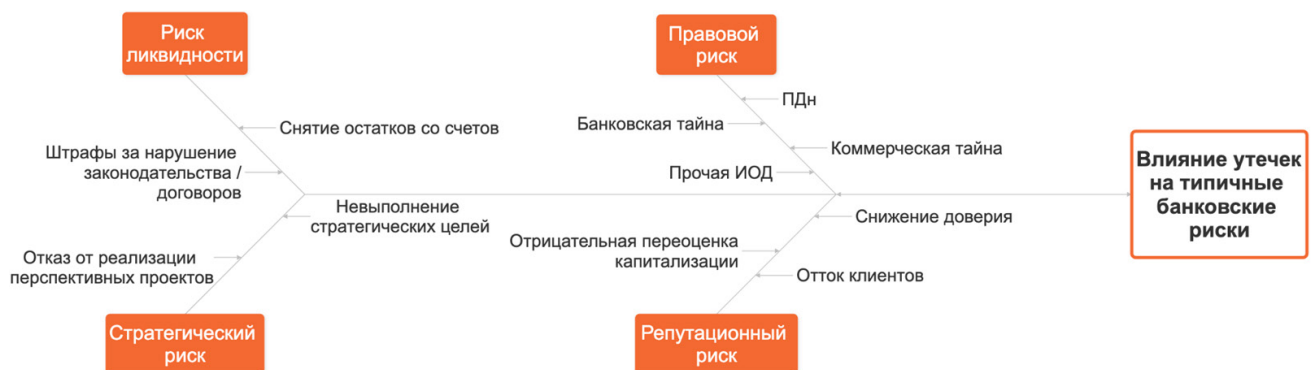 Риск
ликвидности
Правовой
риск
ПДн
Банковская тайна
Снятие остатков со счетов
Коммерческая тайна
Штрафы за нарушение
законодательства /
договоров
Прочая ИОД
Влияние утечек
на типичные
банковские
риски
Невыполнение
стратегических целей
Снижение доверия
Отрицательная переоценка
капитализации
Отказ от реализации
перспективных проектов
Отток клиентов
Стратегический
риск
Репутационный
риск